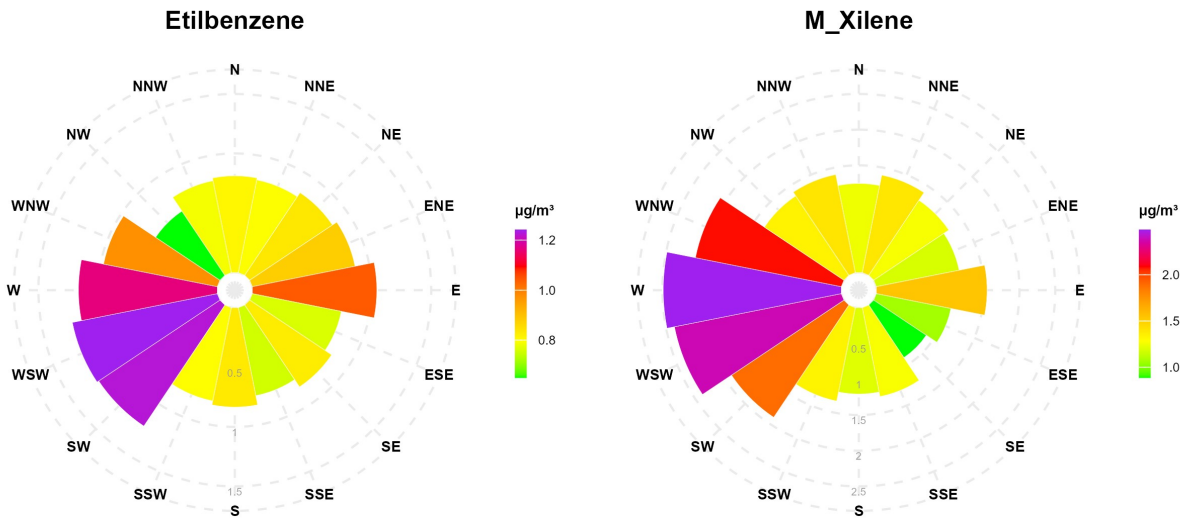 Etilbenzene
N
NNW
NNE
NW
NE
WNW
ENE
W
E
WSW
ESE
SW
SE
SSW
SSE
S
0.5
1
1.5
µg/m³
1.2
1.0
0.8
M_Xilene
N
NNW
NNE
NW
NE
WNW
ENE
W
E
WSW
ESE
SW
SE
SSW
SSE
S
0.5
1
1.5
2
2.5
µg/m³
2.0
1.5
1.0